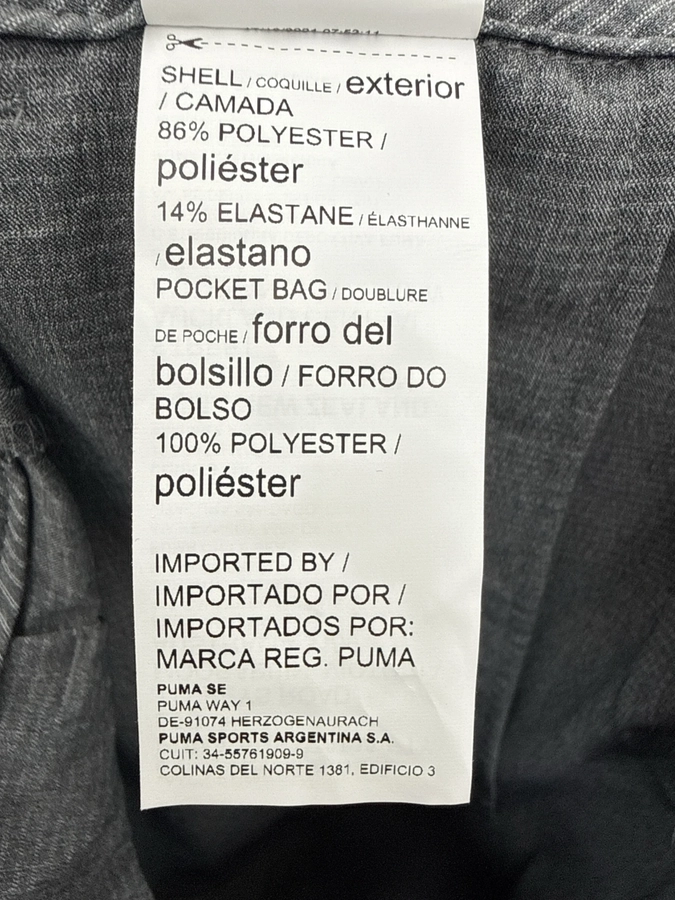 SHELL / COQUILLE / exterior
/ CAMADA
86% POLYESTER /
poliéster
14% ELASTANE / ÉLASTHANNE
/ elastano
POCKET BAG / DOUBLURE
DE POCHE / forro del
bolsillo / FORRO DO
BOLSO
100% POLYESTER /
poliéster
IMPORTED BY /
IMPORTADO POR /
IMPORTADOS POR:
MARCA REG. PUMA
PUMA SE
PUMA WAY 1
DE-91074 HERZOGENAURACH
PUMA SPORTS ARGENTINA S.A.
CUIT: 34-55761909-9
COLINAS DEL NORTE 1381, EDIFICIO 3